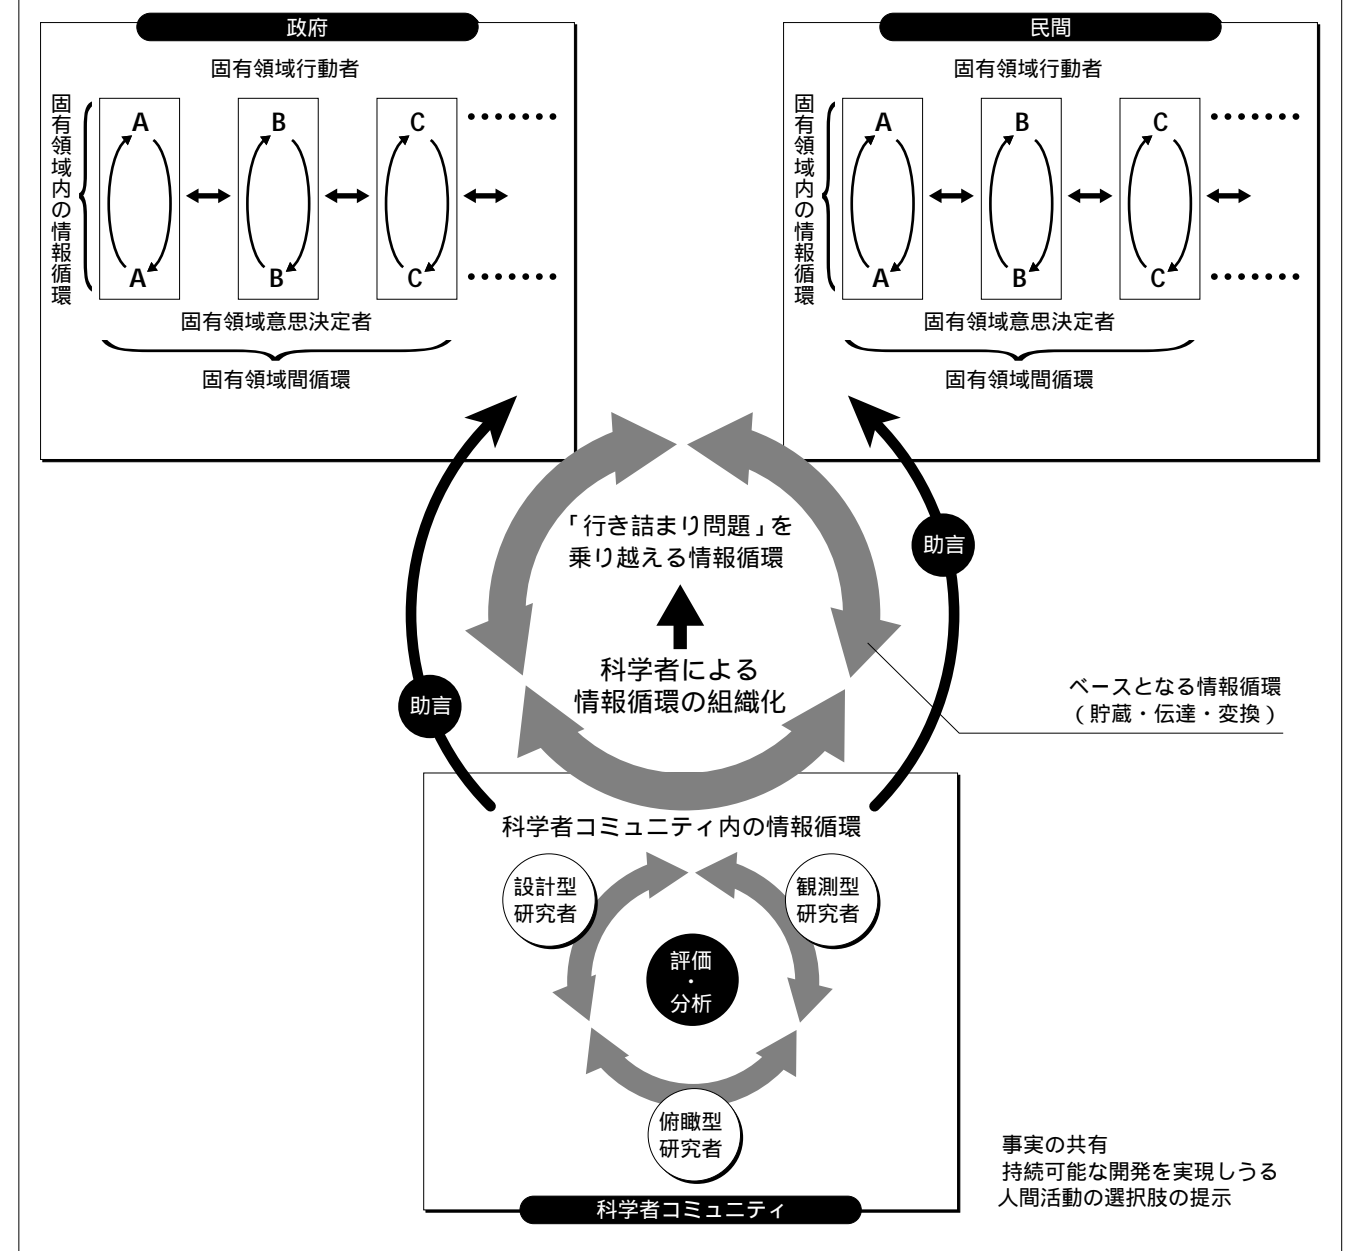 政府
固有領域行動者
固有領域内の情報循環
A
B
C
•••••••
A
B
C
•••••••
固有領域意思決定者
固有領域間循環
民間
固有領域行動者
固有領域内の情報循環
A
B
C
•••••••
A
B
C
•••••••
固有領域意思決定者
固有領域間循環
「行き詰まり問題」を
乗り越える情報循環
助言
科学者による
情報循環の組織化
助言
ベースとなる情報循環
(貯蔵・伝達・変換)
科学者コミュニティ内の情報循環
設計型
研究者
観測型
研究者
評価
・
分析
俯瞰型
研究者
科学者コミュニティ
事実の共有
持続可能な開発を実現しうる
人間活動の選択肢の提示